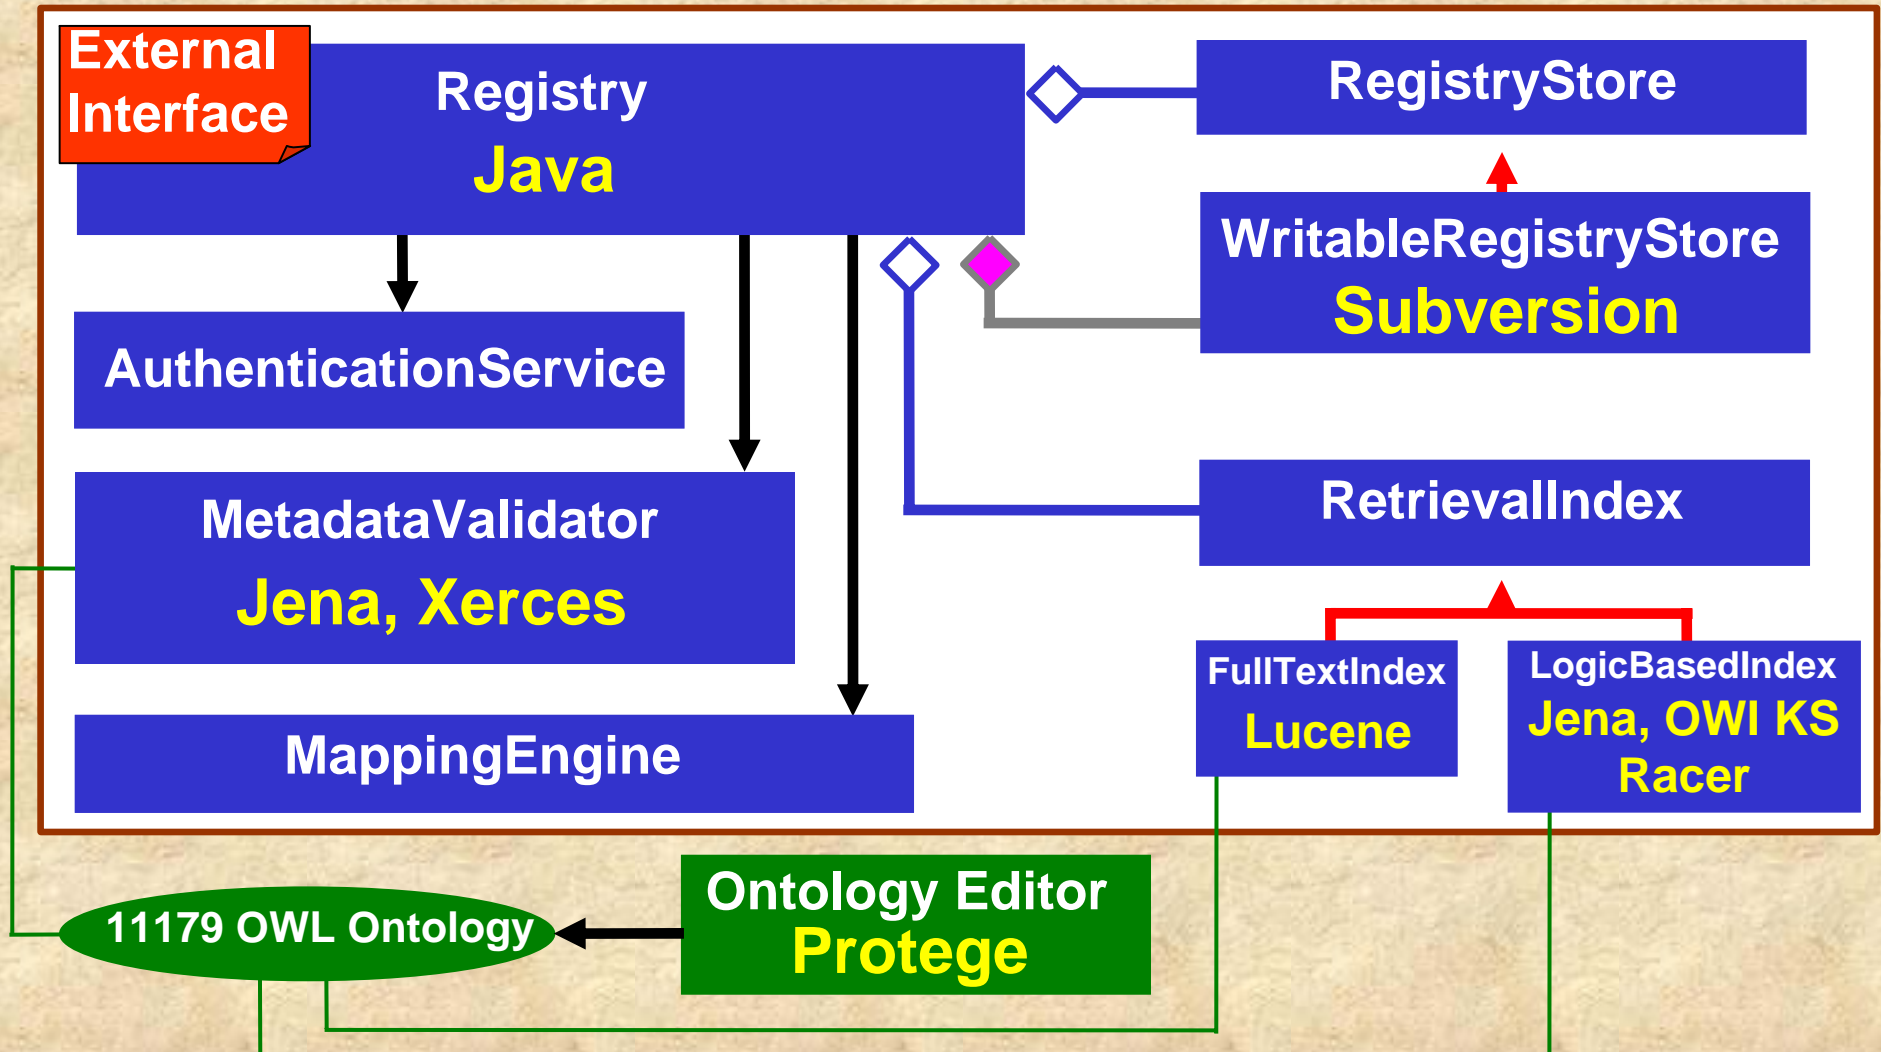 External
Interface
Registry
Java
RegistryStore
WritableRegistryStore
Subversion
AuthenticationService
MetadataValidator
Jena, Xerces
RetrievalIndex
FullTextIndex
Lucene
LogicBasedIndex
Jena, OWI KS
Racer
MappingEngine
Ontology Editor
Protege
11179 OWL Ontology